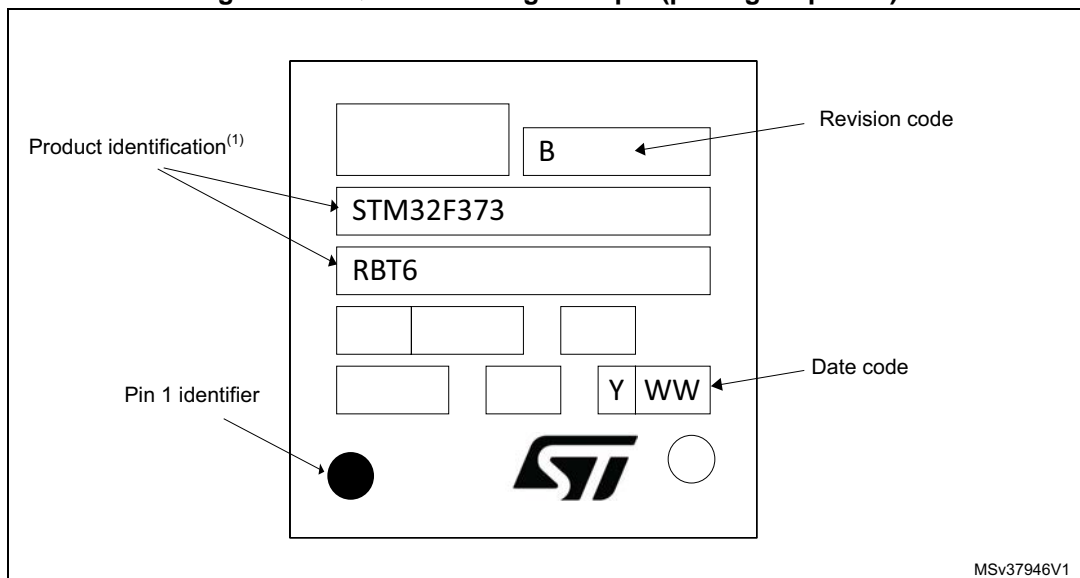 Revision code
Product identification(1)
B
STM32F373
RBT6
Date code
Y WW
Pin 1 identifier
ST
MSv37946V1